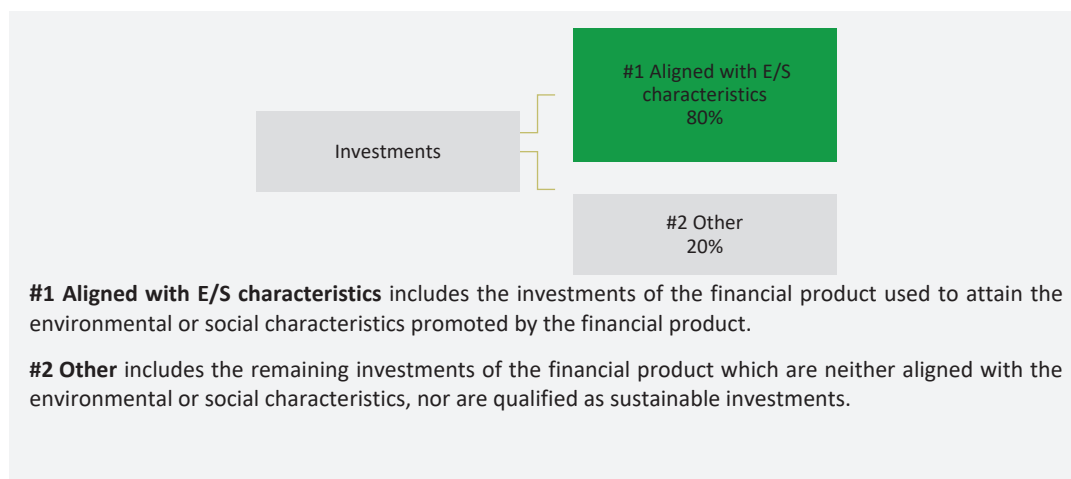 #1 Aligned with E/S
characteristics
80%
Investments
#2 Other
20%
#1 Aligned with E/S characteristics includes the investments of the financial product used to attain the
environmental or social characteristics promoted by the financial product.
#2 Other includes the remaining investments of the financial product which are neither aligned with the
environmental or social characteristics, nor are qualified as sustainable investments.